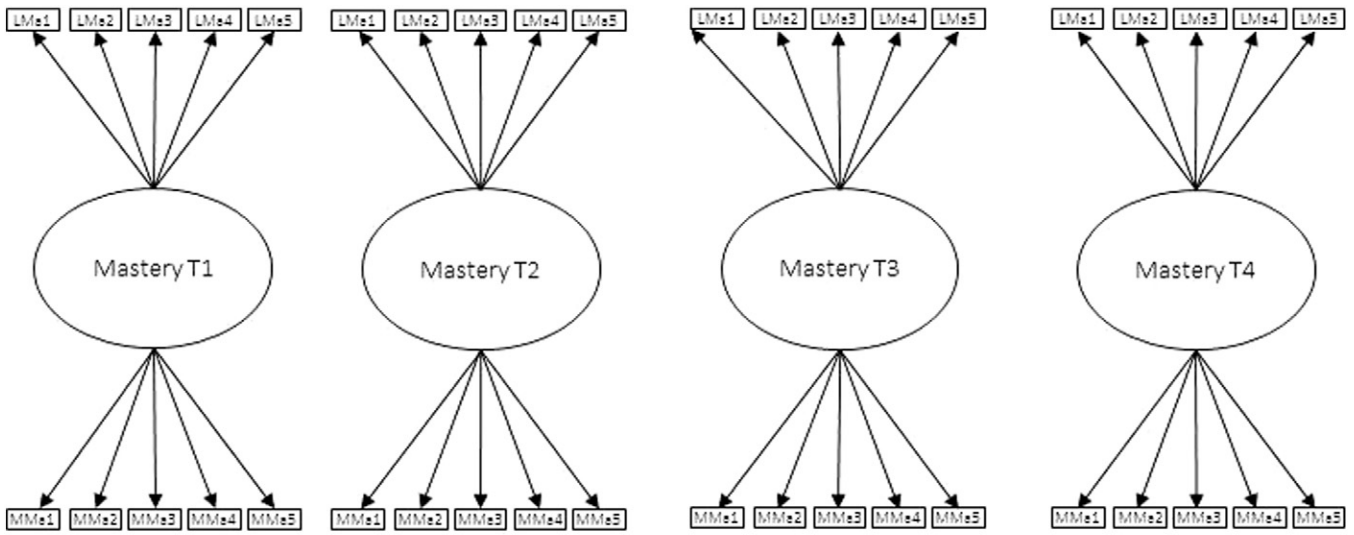 LMa1 LMa2 LMa3 LMa4 LMa5 LMa1 LMa2 LMa3 LMa4 LMa5 LMa1 LMa2 LMa3 LMa4 LMa5 LMa1 LMa2 LMa3 LMa4 LMa5
Mastery T1 Mastery T2 Mastery T3 Mastery T4
MMa1 MMa2 MMa3 MMa4 MMa5 MMa1 MMa2 MMa3 MMa4 MMa5 MMa1 MMa2 MMa3 MMa4 MMa5 MMa1 MMa2 MMa3 MMa4 MMa5